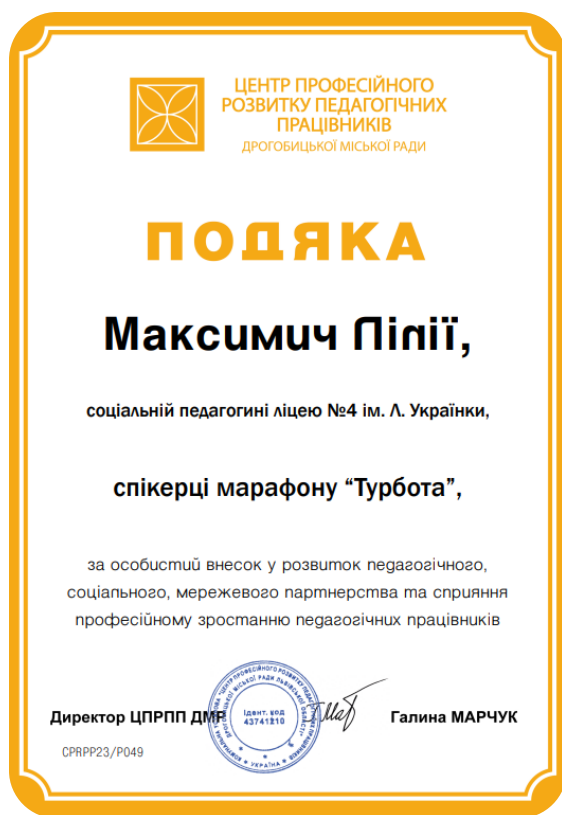 ЦЕНТР ПРОФЕСІЙНОГО
РОЗВИТКУ ПЕДАГОГІЧНИХ
ПРАЦІВНИКІВ
ДРОГОБИЦЬКОЇ МІСЬКОЇ РАДИ
ПОДЯКА
Максимич Лілії,
соціальній педагогині ліцею №4 ім. Л. Українки,
спікерці марафону “Турбота”,
за особистий внесок у розвиток педагогічного,
соціального, мережевого партнерства та сприяння
професійному зростанню педагогічних працівників
Директор ЦПРПП ДМР
Ідент. код
43741210
УКРАЇНА
Галина МАРЧУК
CPRPP23/P049